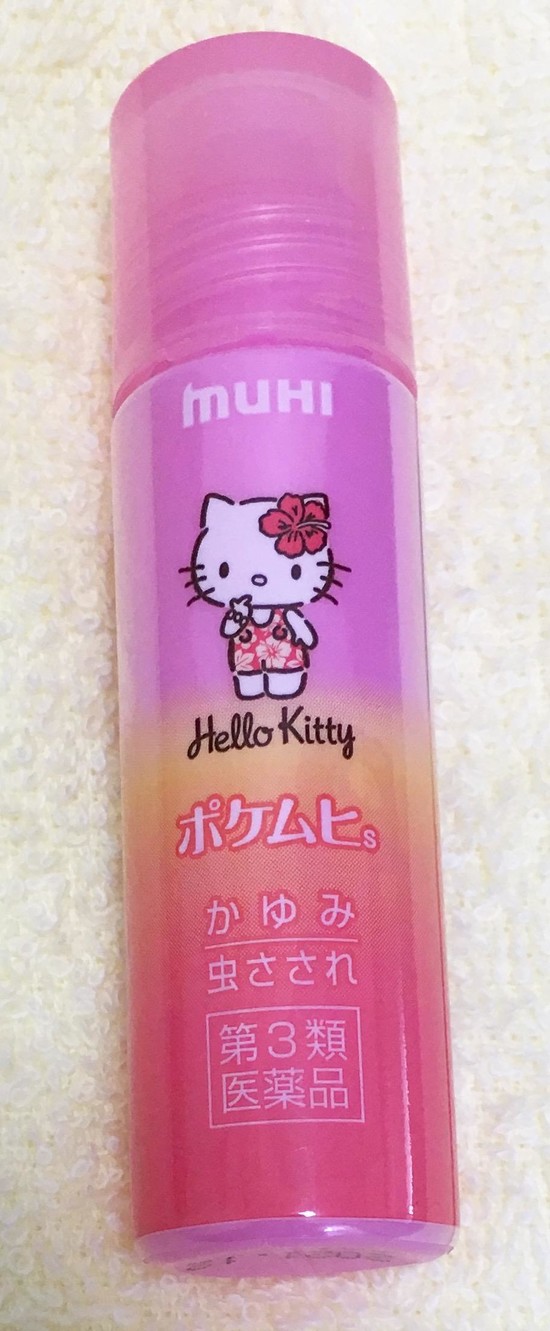 MUHI
Hello Kitty
ポケムヒs
かゆみ
虫さされ
第3類
医薬品